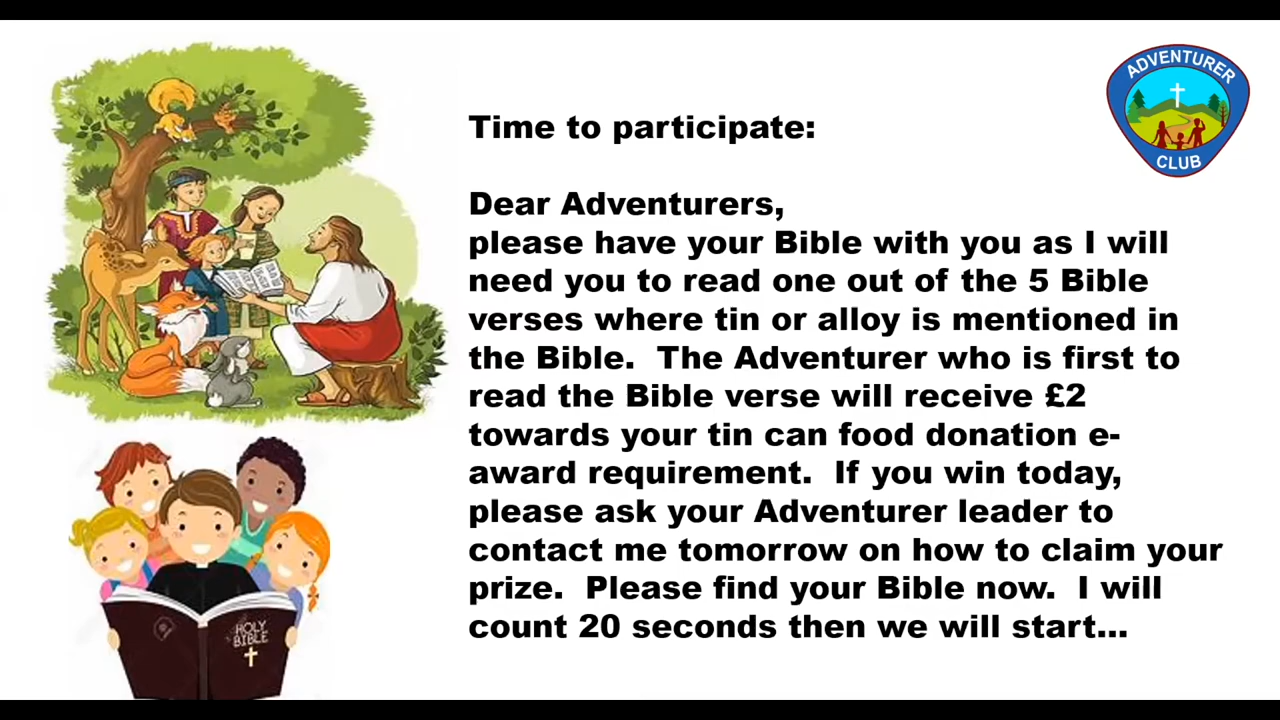 ADVENTURER
CLUB
Time to participate:
Dear Adventurers,
please have your Bible with you as I will
need you to read one out of the 5 Bible
verses where tin or alloy is mentioned in
the Bible.  The Adventurer who is first to
read the Bible verse will receive £2
towards your tin can food donation e-
award requirement.  If you win today,
please ask your Adventurer leader to
contact me tomorrow on how to claim your
prize.  Please find your Bible now.  I will
count 20 seconds then we will start...
HOLY
BIBLE